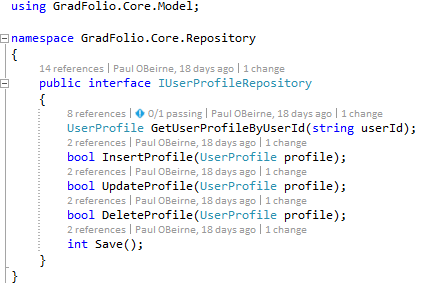 using GradFolio.Core.Model;
namespace GradFolio.Core.Repository
{
14 references | Paul OBeirne, 18 days ago | 1 change
public interface IUserProfileRepository
{
8 references | 0/1 passing | Paul OBeirne, 18 days ago | 1 change
UserProfile GetUserProfileByUserId(string userId);
2 references | Paul OBeirne, 18 days ago | 1 change
bool InsertProfile(UserProfile profile);
2 references | Paul OBeirne, 18 days ago | 1 change
bool UpdateProfile(UserProfile profile);
2 references | Paul OBeirne, 18 days ago | 1 change
bool DeleteProfile(UserProfile profile);
2 references | Paul OBeirne, 18 days ago | 1 change
int Save();
}
}